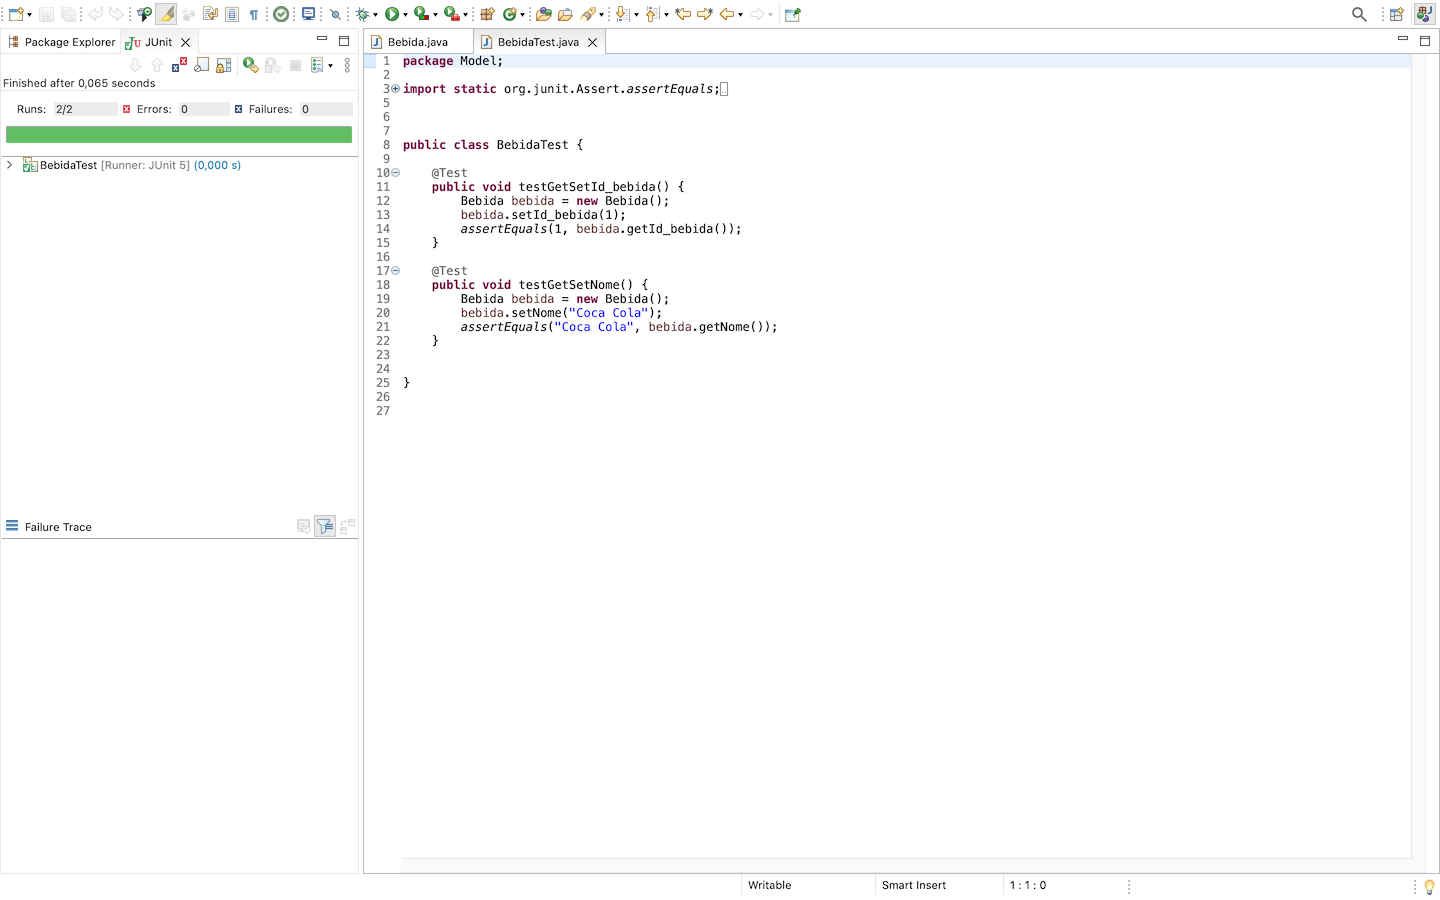 Package Explorer
JUnit
Finished after 0,065 seconds
Runs: 2/2
Errors: 0
Failures: 0
BebidaTest [Runner: JUnit 5] (0,000 s)
Failure Trace
Bebida.java
BebidaTest.java
1 package Model;
2
3 import static org.junit.Assert.assertEquals;
5
6
7
8 public class BebidaTest {
9
10 @Test
11 public void testGetSetId_bebida() {
12 Bebida bebida = new Bebida();
13 bebida.setId_bebida(1);
14 assertEquals(1, bebida.getId_bebida());
15 }
16
17 @Test
18 public void testGetSetNome() {
19 Bebida bebida = new Bebida();
20 bebida.setNome("Coca Cola");
21 assertEquals("Coca Cola", bebida.getNome());
22 }
23
24
25 }
26
27
Writable
Smart Insert
1 : 1 : 0